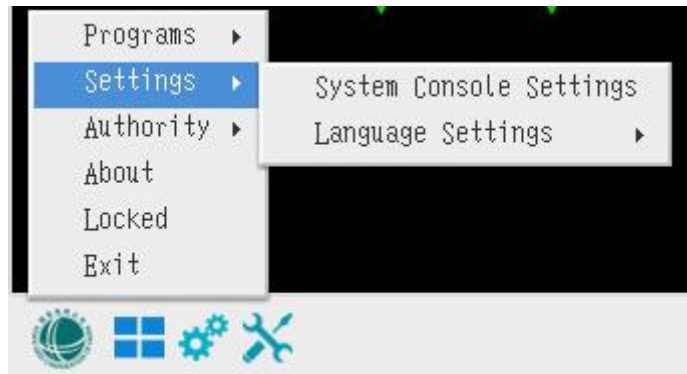 Programs
Settings
System Console Settings
Authority
Language Settings
About
Locked
Exit